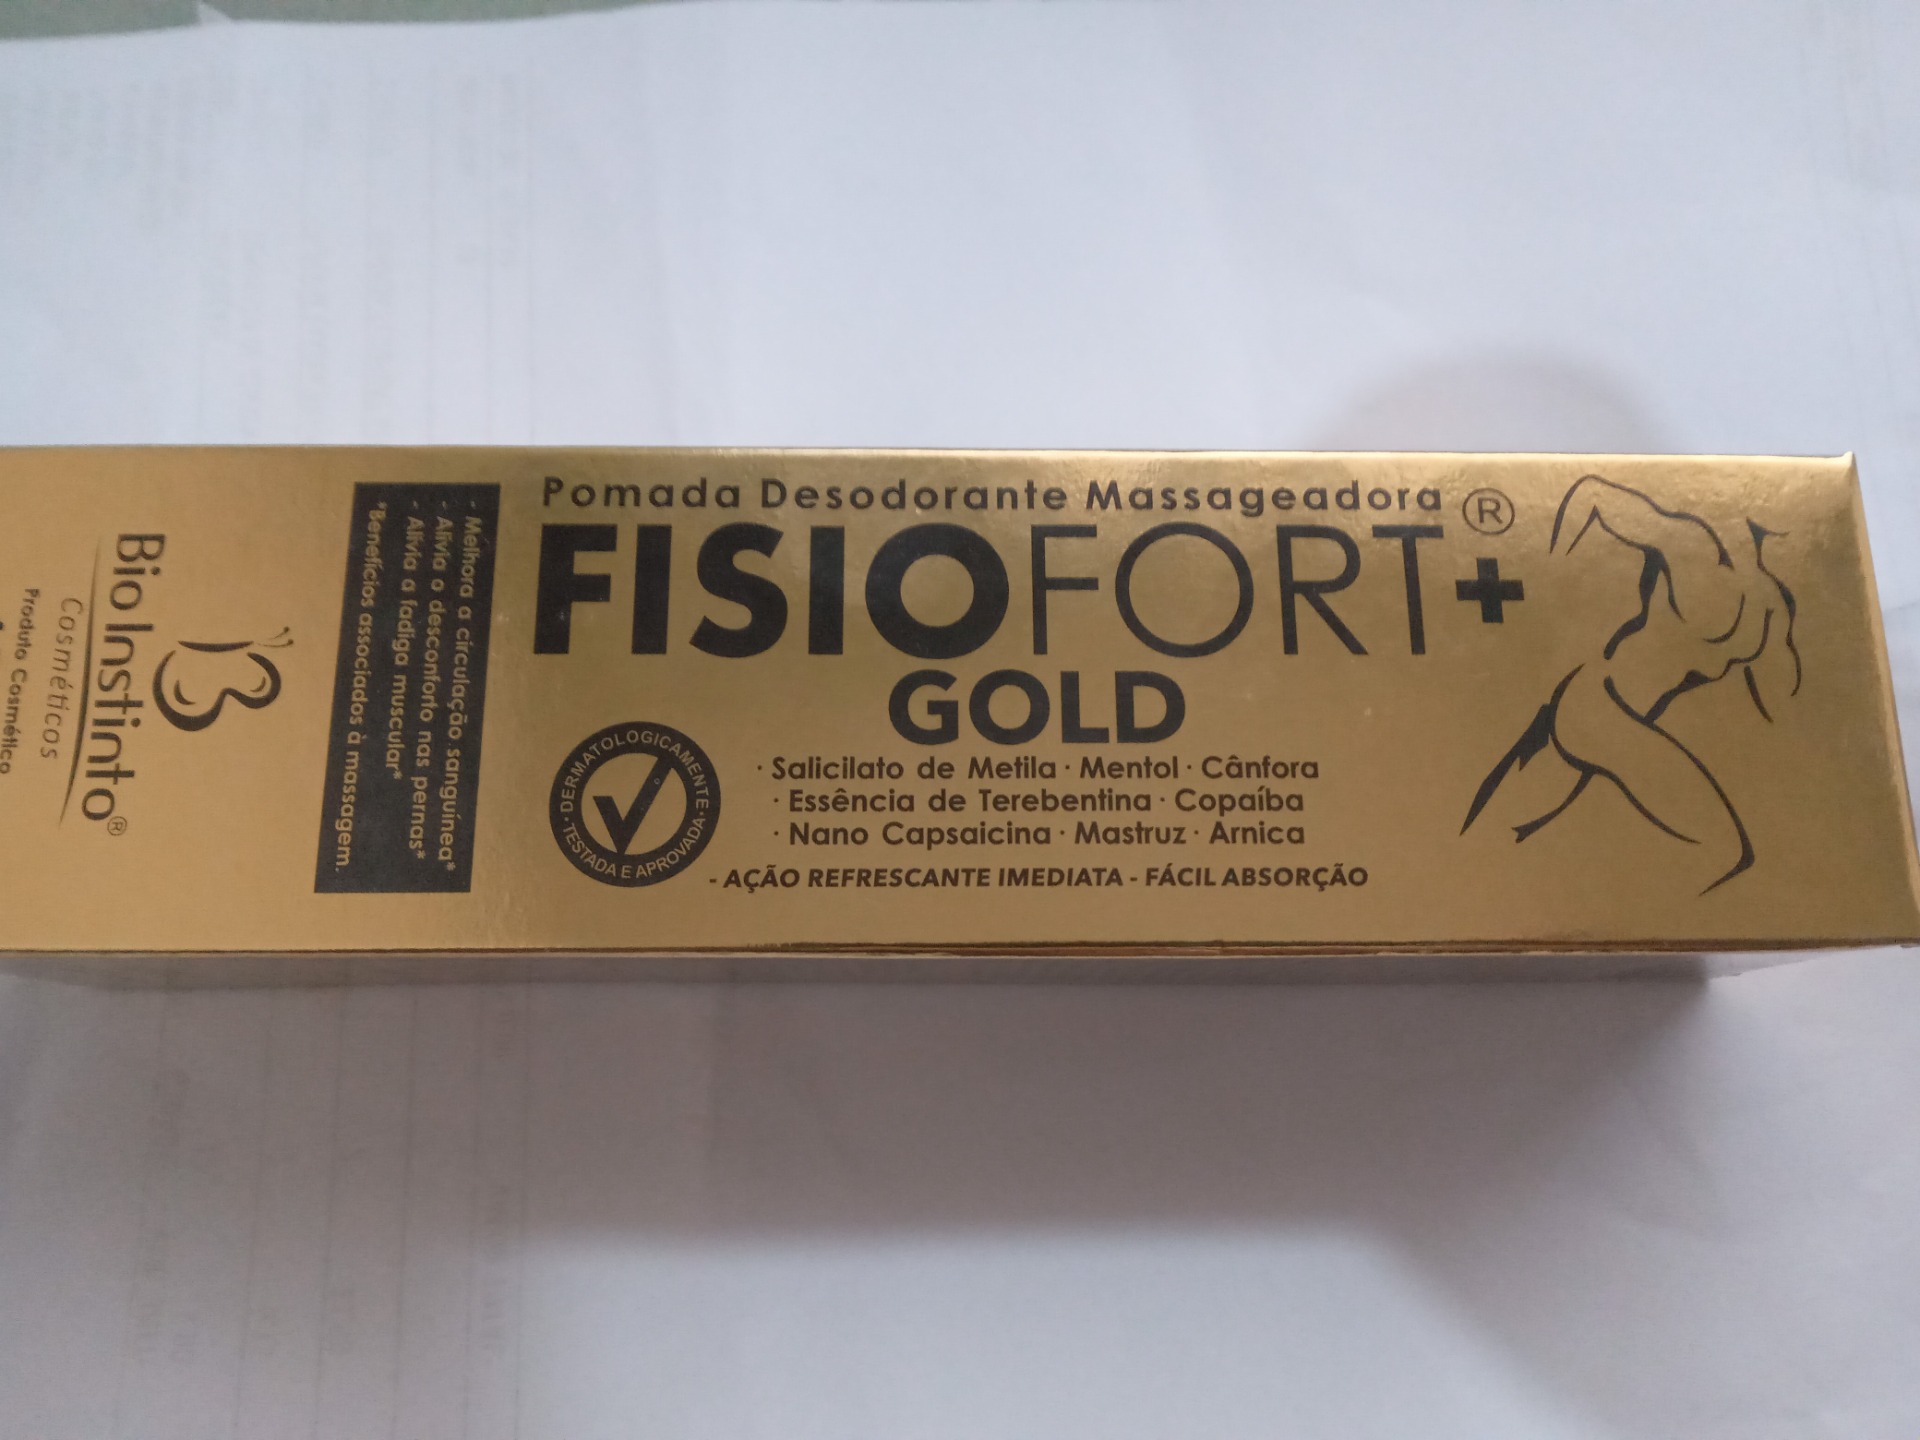 Pomada Desodorante Massageadora
FISIOFORT+®
GOLD
· Salicilato de Metila · Mentol · Cânfora
· Essência de Terebentina · Copaíba
· Nano Capsaicina · Mastruz · Arnica
- AÇÃO REFRESCANTE IMEDIATA - FÁCIL ABSORÇÃO
· DERMATOLOGICAMENTE ·
TESTADA E APROVADA
- Melhora a circulação sanguínea*
- Alivia o desconforto nas pernas*
- Alivia a fadiga muscular*
*Benefícios associados à massagem.
Bio Instinto®
Cosméticos
Produto Cosmético